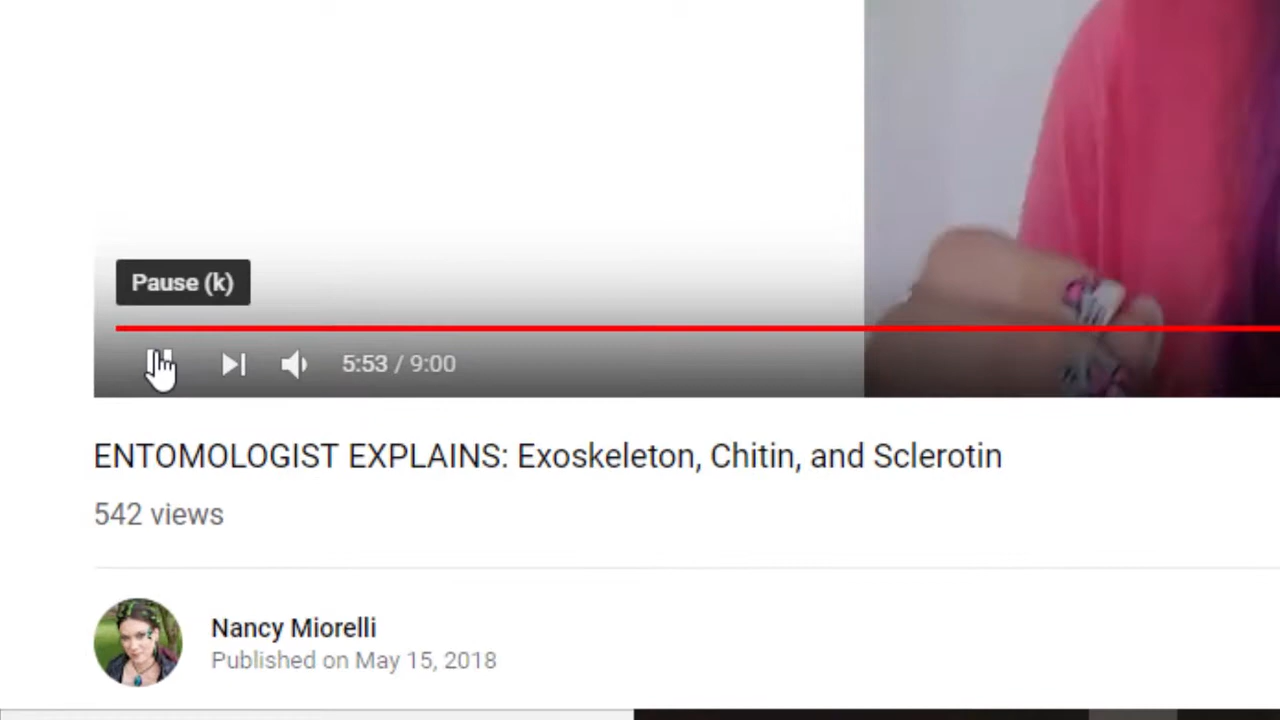 Pause (k)
5:53 / 9:00
ENTOMOLOGIST EXPLAINS: Exoskeleton, Chitin, and Sclerotin
542 views
Nancy Miorelli
Published on May 15, 2018